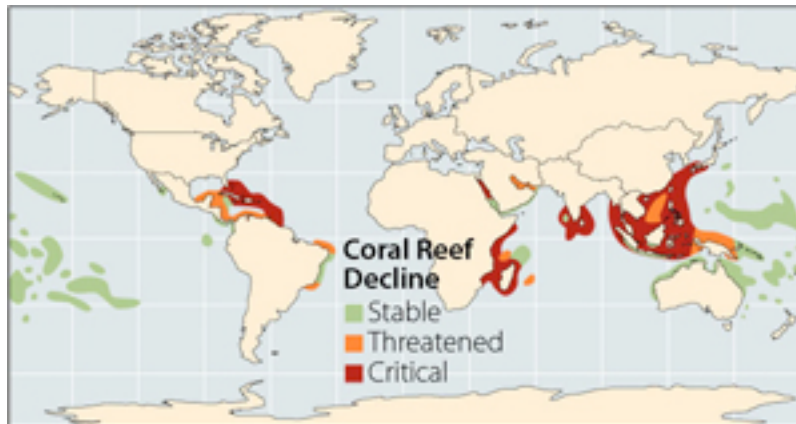 Coral Reef
Decline
Stable
Threatened
Critical